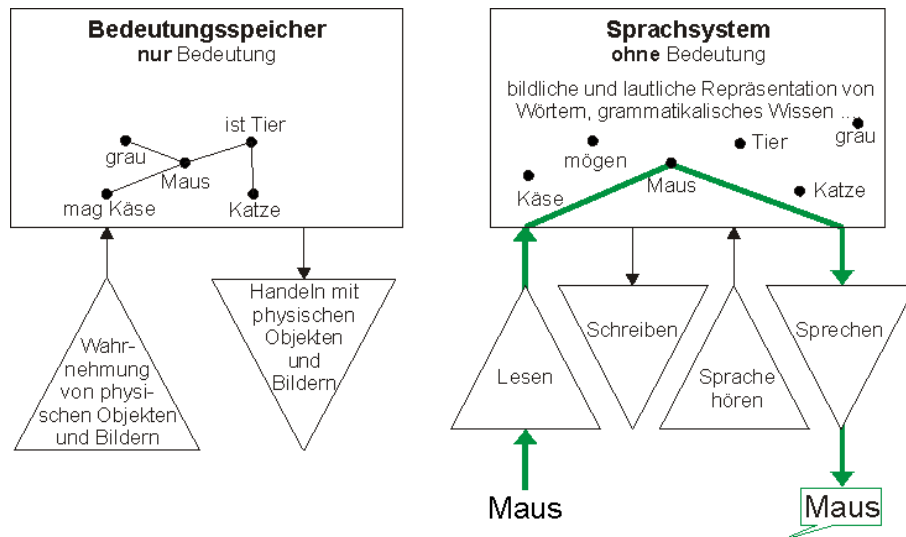 Bedeutungsspeicher
nur Bedeutung
ist Tier
grau
Maus
mag Käse
Katze
Wahr-
nehmung
von physi-
schen Objekten
und Bildern
Handeln mit
physischen
Objekten
und
Bildern
Sprachsystem
ohne Bedeutung
bildliche und lautliche Repräsentation von
Wörtern, grammatikalisches Wissen ...
grau
mögen
Tier
Maus
Käse
Katze
Lesen
Schreiben
Sprache
hören
Sprechen
Maus
Maus